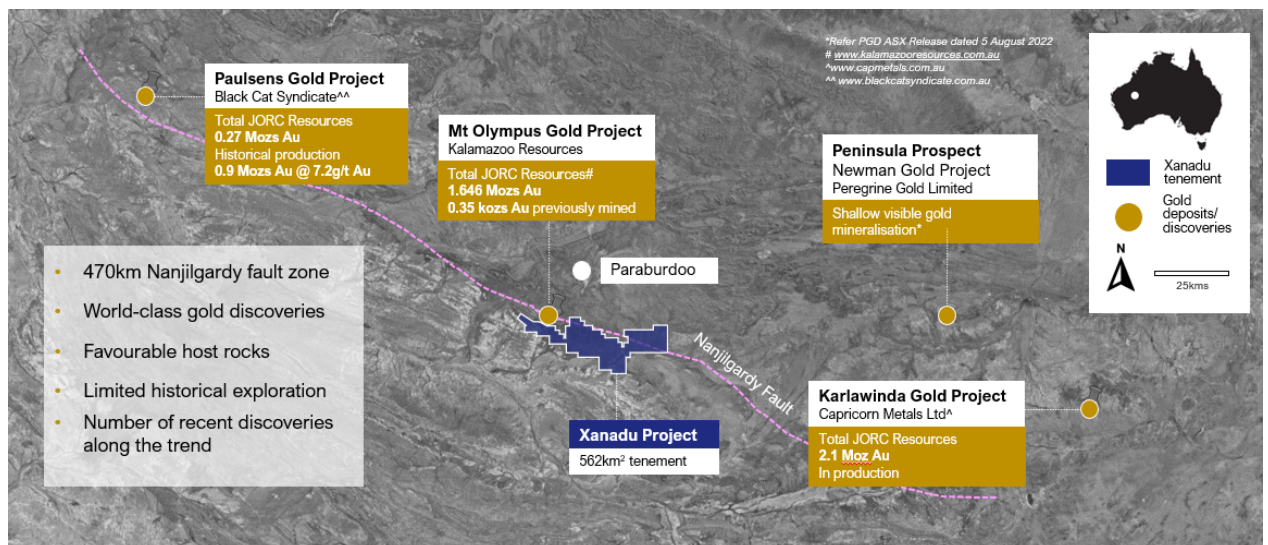 *Refer PGD ASX Release dated 5 August 2022
# www.kalamazooresources.com.au
^www.capmetals.com.au
^^ www.blackcatsyndicate.com.au
Paulsens Gold Project
Black Cat Syndicate^^
Total JORC Resources
0.27 Mozs Au
Historical production
0.9 Mozs Au @ 7.2g/t Au
Mt Olympus Gold Project
Kalamazoo Resources
Total JORC Resources#
1.646 Mozs Au
0.35 kozs Au previously mined
Peninsula Prospect
Newman Gold Project
Peregrine Gold Limited
Shallow visible gold
mineralisation*
Xanadu
tenement
Gold
deposits/
discoveries
N
25kms
• 470km Nanjilgardy fault zone
• World-class gold discoveries
• Favourable host rocks
• Limited historical exploration
• Number of recent discoveries
along the trend
Paraburdoo
Nanjilgardy Fault
Xanadu Project
562km² tenement
Karlawinda Gold Project
Capricorn Metals Ltd^
Total JORC Resources
2.1 Moz Au
In production